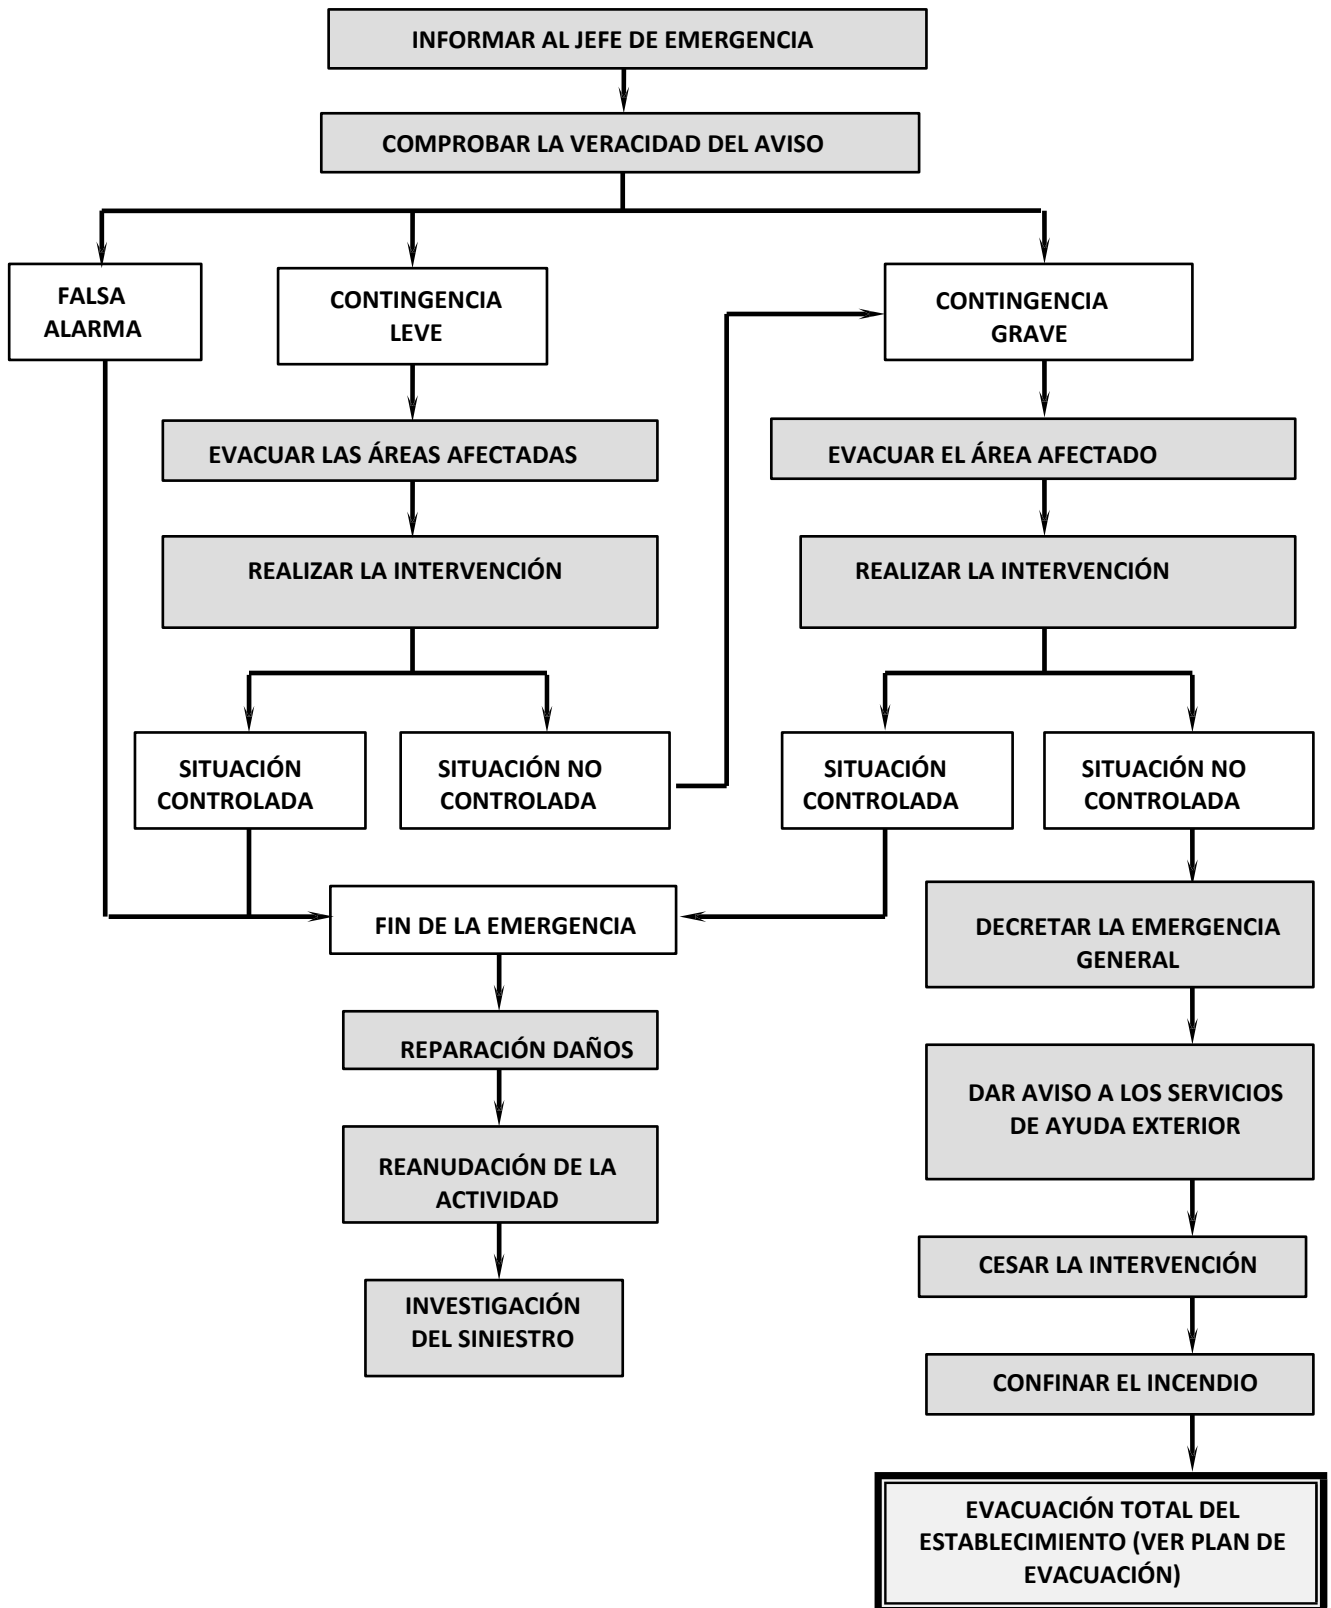 INFORMAR AL JEFE DE EMERGENCIA
COMPROBAR LA VERACIDAD DEL AVISO
FALSA
ALARMA
CONTINGENCIA
LEVE
CONTINGENCIA
GRAVE
EVACUAR LAS ÁREAS AFECTADAS
EVACUAR EL ÁREA AFECTADO
REALIZAR LA INTERVENCIÓN
REALIZAR LA INTERVENCIÓN
SITUACIÓN
CONTROLADA
SITUACIÓN NO
CONTROLADA
SITUACIÓN
CONTROLADA
SITUACIÓN NO
CONTROLADA
FIN DE LA EMERGENCIA
DECRETAR LA EMERGENCIA
GENERAL
REPARACIÓN DAÑOS
DAR AVISO A LOS SERVICIOS
DE AYUDA EXTERIOR
REANUDACIÓN DE LA
ACTIVIDAD
CESAR LA INTERVENCIÓN
INVESTIGACIÓN
DEL SINIESTRO
CONFINAR EL INCENDIO
EVACUACIÓN TOTAL DEL
ESTABLECIMIENTO (VER PLAN DE
EVACUACIÓN)